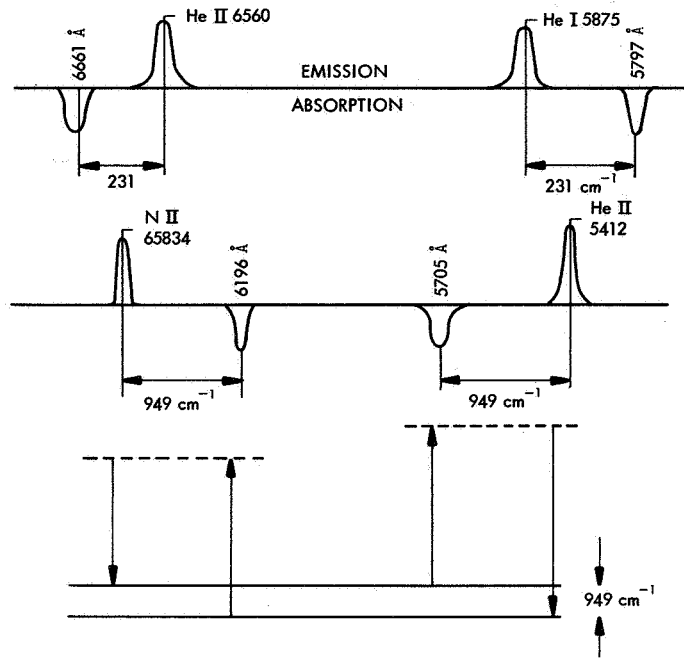 6661 Å
He II 6560
He I 5875
5797 Å
EMISSION
ABSORPTION
231
231 cm⁻¹
N II
65834
6196 Å
5705 Å
He II
5412
949 cm⁻¹
949 cm⁻¹
949 cm⁻¹